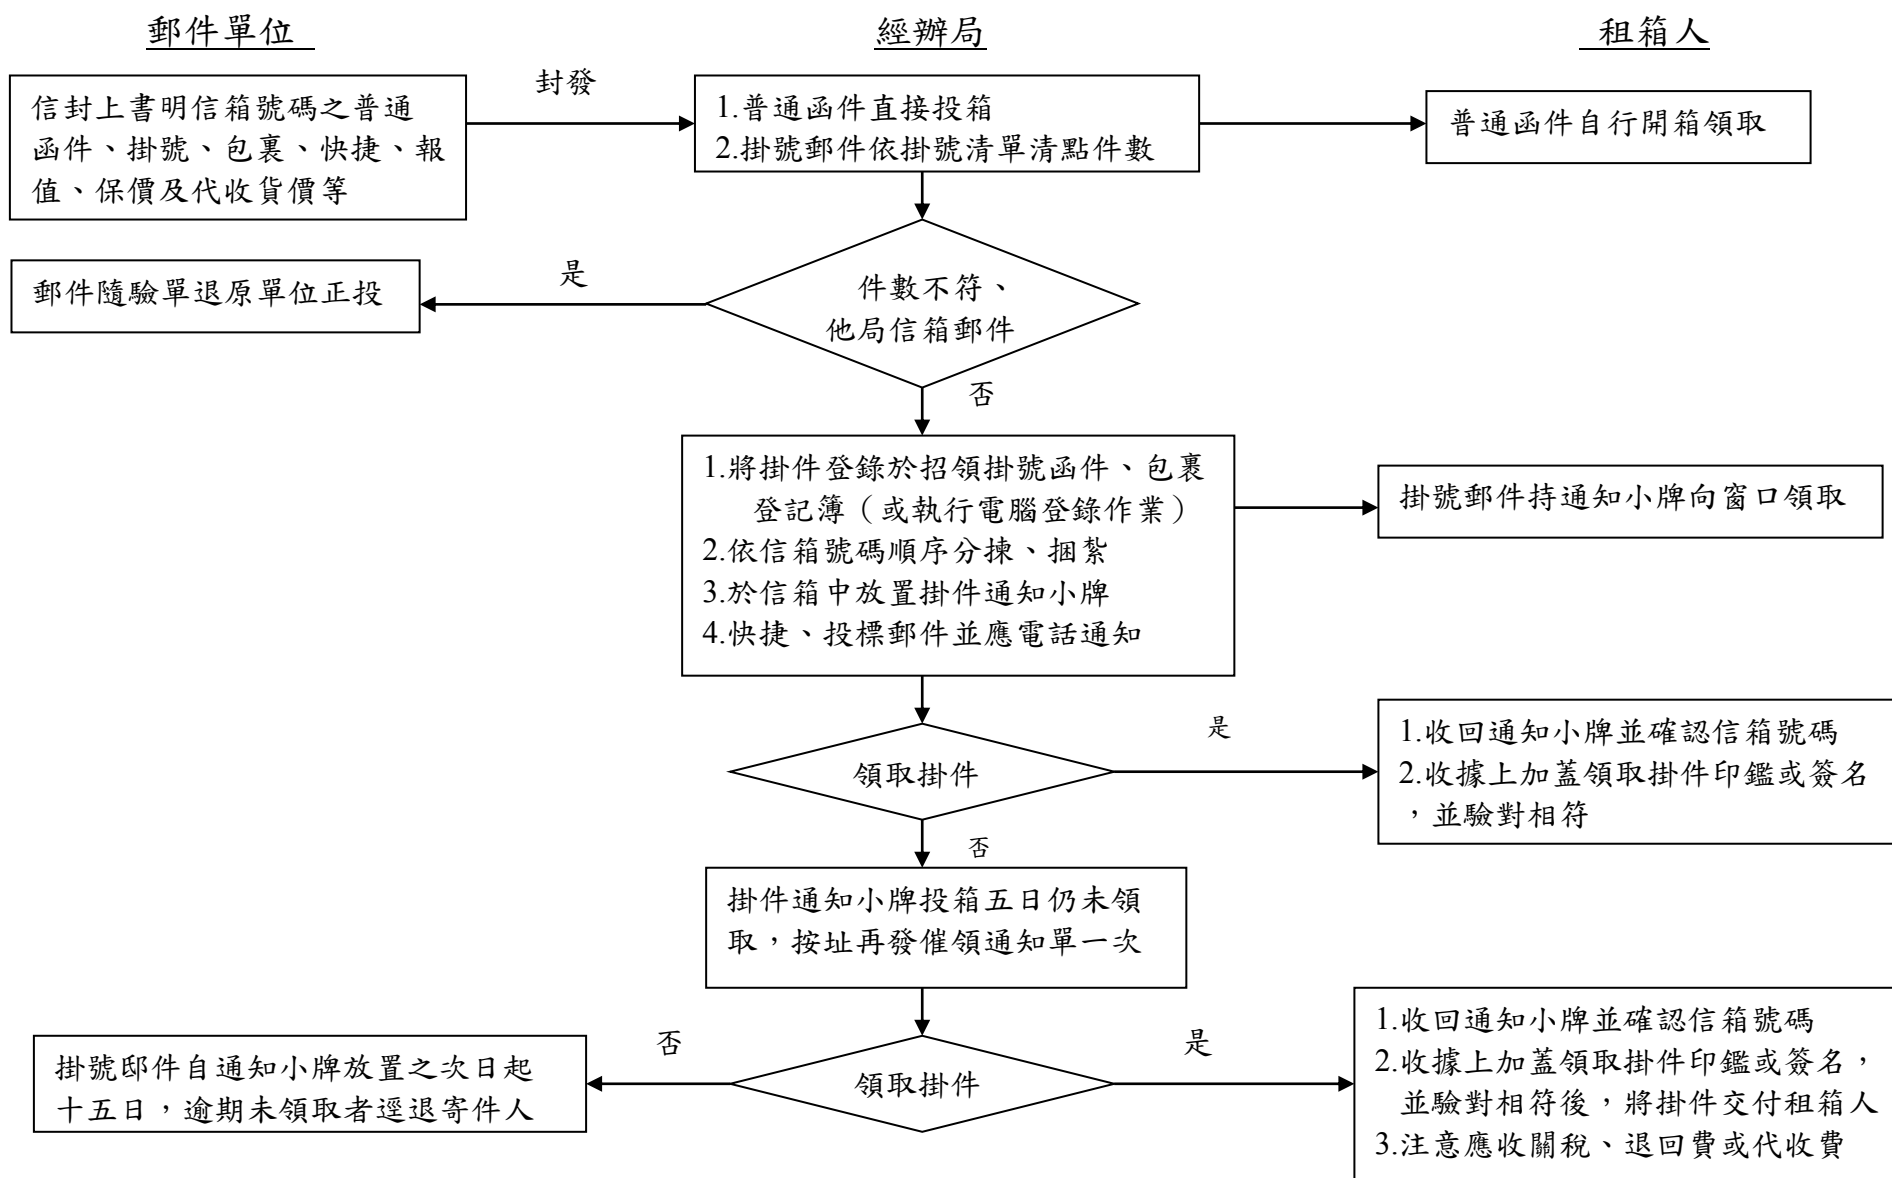 郵件單位
經辦局
租箱人
封發
信封上書明信箱號碼之普通
函件、掛號、包裹、快捷、報
值、保價及代收貨價等
1.普通函件直接投箱
2.掛號郵件依掛號清單清點件數
普通函件自行開箱領取
是
郵件隨驗單退原單位正投
件數不符、
他局信箱郵件
否
1.將掛件登錄於招領掛號函件、包裹
登記簿（或執行電腦登錄作業）
2.依信箱號碼順序分揀、捆紮
3.於信箱中放置掛件通知小牌
4.快捷、投標郵件並應電話通知
掛號郵件持通知小牌向窗口領取
領取掛件
是
1.收回通知小牌並確認信箱號碼
2.收據上加蓋領取掛件印鑑或簽名
，並驗對相符
否
掛件通知小牌投箱五日仍未領
取，按址再發催領通知單一次
否
掛號郵件自通知小牌放置之次日起
十五日，逾期未領取者逕退寄件人
領取掛件
是
1.收回通知小牌並確認信箱號碼
2.收據上加蓋領取掛件印鑑或簽名，
並驗對相符後，將掛件交付租箱人
3.注意應收關稅、退回費或代收費